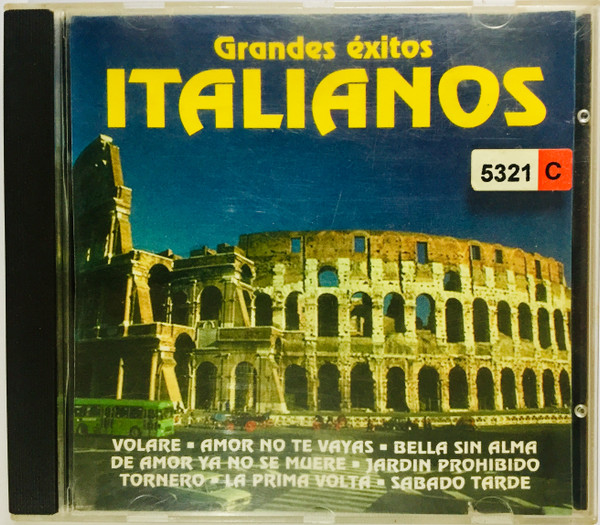 Grandes éxitos
ITALIANOS
5321 C
VOLARE ▪ AMOR NO TE VAYAS ▪ BELLA SIN ALMA
DE AMOR YA NO SE MUERE ▪ JARDIN PROHIBIDO
TORNERO ▪ LA PRIMA VOLTA ▪ SABADO TARDE